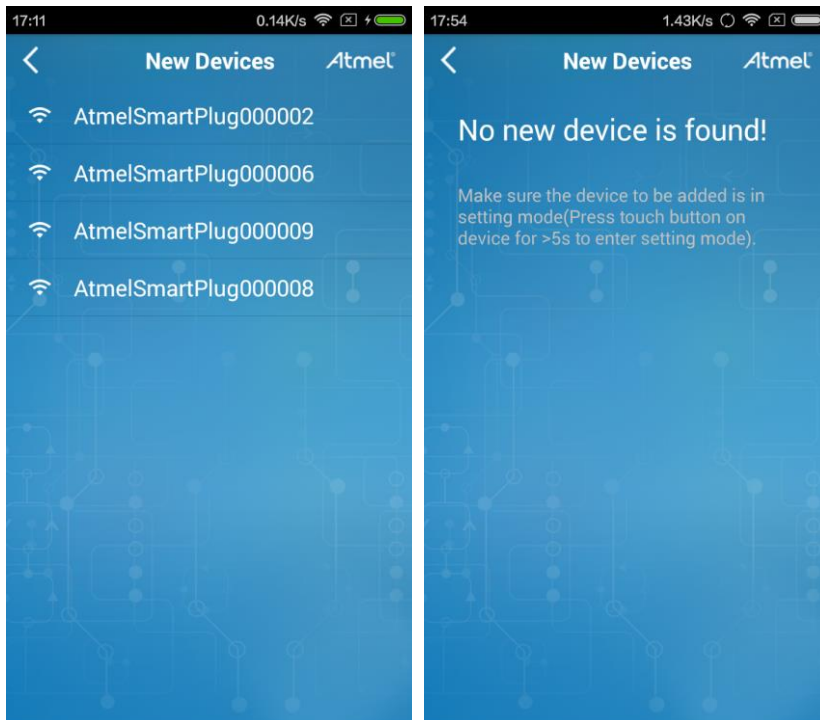 17:11 0.14K/s
New Devices Atmel
AtmelSmartPlug000002
AtmelSmartPlug000006
AtmelSmartPlug000009
AtmelSmartPlug000008
17:54 1.43K/s
New Devices Atmel
No new device is found!
Make sure the device to be added is in
setting mode(Press touch button on
device for >5s to enter setting mode).